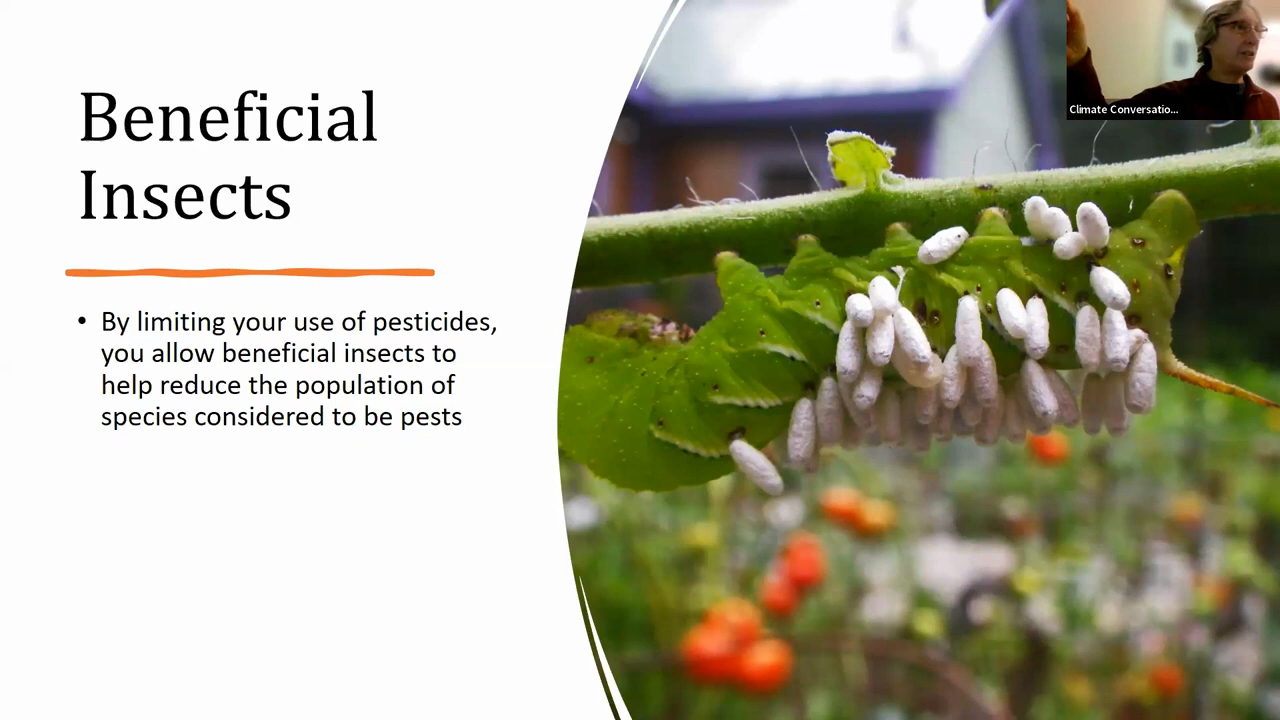 Beneficial
Insects
• By limiting your use of pesticides,
you allow beneficial insects to
help reduce the population of
species considered to be pests
Climate Conversatio...